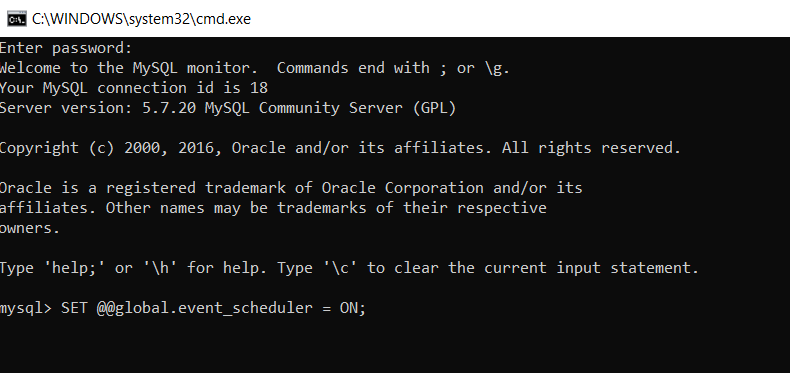 C:\WINDOWS\system32\cmd.exe
Enter password:
Welcome to the MySQL monitor.  Commands end with ; or \g.
Your MySQL connection id is 18
Server version: 5.7.20 MySQL Community Server (GPL)
Copyright (c) 2000, 2016, Oracle and/or its affiliates. All rights reserved.
Oracle is a registered trademark of Oracle Corporation and/or its
affiliates. Other names may be trademarks of their respective
owners.
Type 'help;' or '\h' for help. Type '\c' to clear the current input statement.
mysql> SET @@global.event_scheduler = ON;